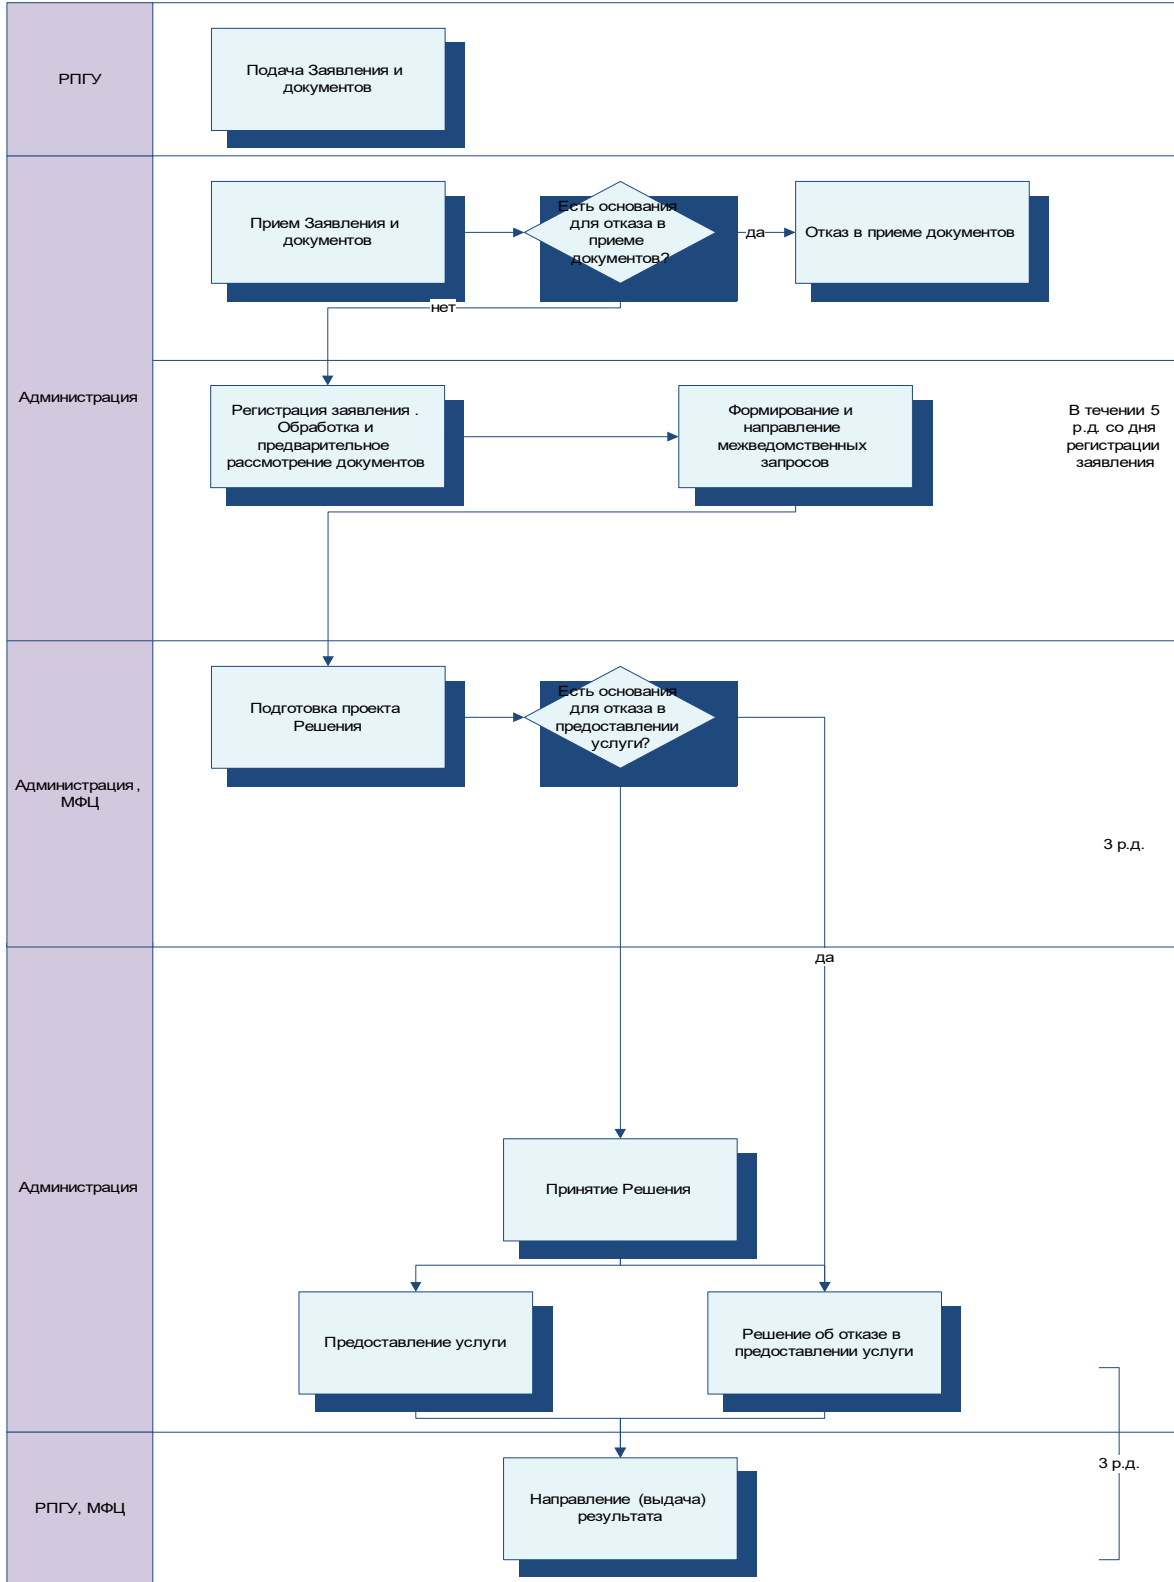 РПГУ
Подача Заявления и
документов
Администрация
Прием Заявления и
документов
Есть основания
для отказа в
приеме
документов?
да
Отказ в приеме документов
нет
Регистрация заявления .
Обработка и
предварительное
рассмотрение документов
Формирование и
направление
межведомственных
запросов
В течении 5
р.д. со дня
регистрации
заявления
Администрация ,
МФЦ
Подготовка проекта
Решения
Есть основания
для отказа в
предоставлении
услуги?
3 р.д.
да
Администрация
Принятие Решения
Предоставление услуги
Решение об отказе в
предоставлении услуги
РПГУ, МФЦ
Направление (выдача)
результата
3 р.д.